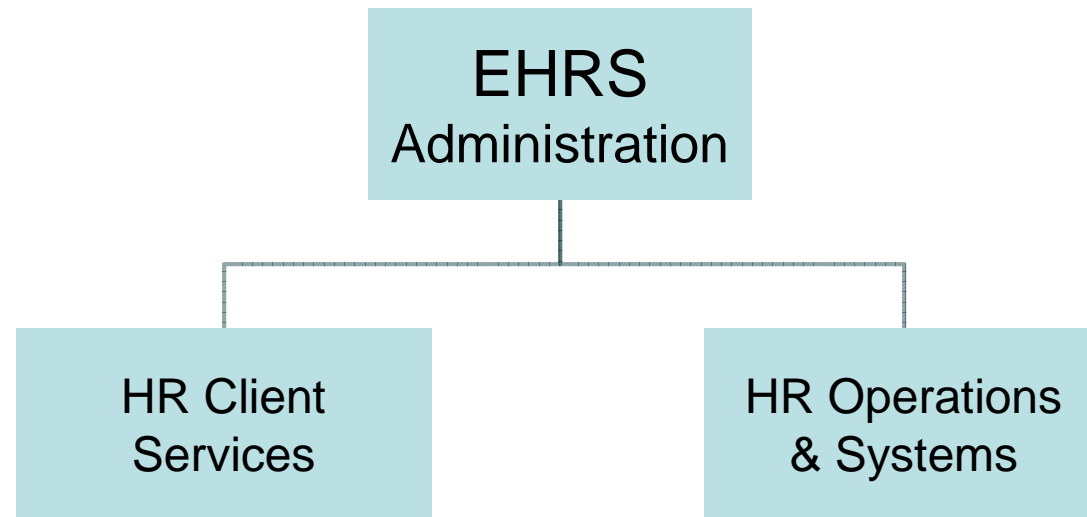 EHRS
Administration
HR Client
Services
HR Operations
& Systems